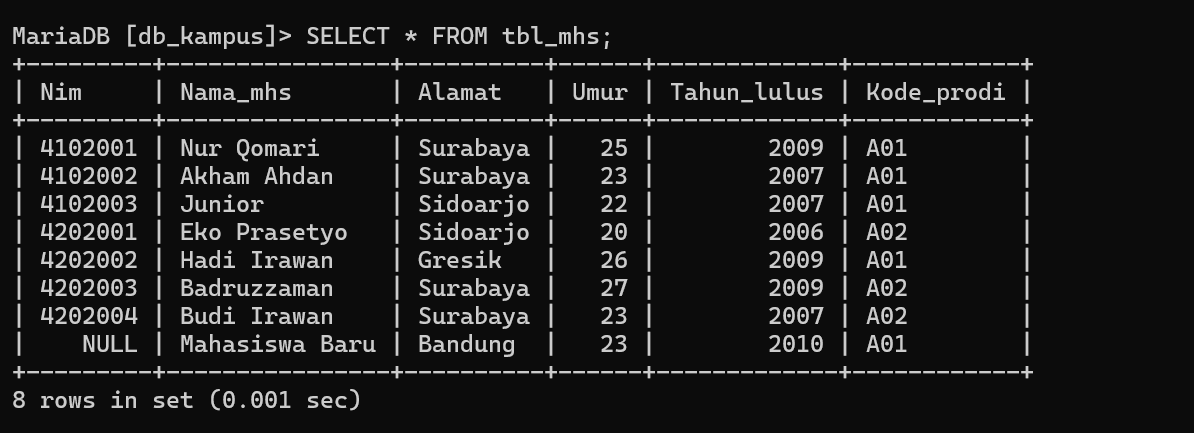 MariaDB [db_kampus]> SELECT * FROM tbl_mhs;
+---------+----------------+----------+------+-------------+------------+
| Nim     | Nama_mhs       | Alamat   | Umur | Tahun_lulus | Kode_prodi |
+---------+----------------+----------+------+-------------+------------+
| 4102001 | Nur Qomari     | Surabaya |   25 |        2009 | A01        |
| 4102002 | Akham Ahdan    | Surabaya |   23 |        2007 | A01        |
| 4102003 | Junior         | Sidoarjo |   22 |        2007 | A01        |
| 4202001 | Eko Prasetyo   | Sidoarjo |   20 |        2006 | A02        |
| 4202002 | Hadi Irawan    | Gresik   |   26 |        2009 | A01        |
| 4202003 | Badruzzaman    | Surabaya |   27 |        2009 | A02        |
| 4202004 | Budi Irawan    | Surabaya |   23 |        2007 | A02        |
|    NULL | Mahasiswa Baru | Bandung  |   23 |        2010 | A01        |
+---------+----------------+----------+------+-------------+------------+
8 rows in set (0.001 sec)